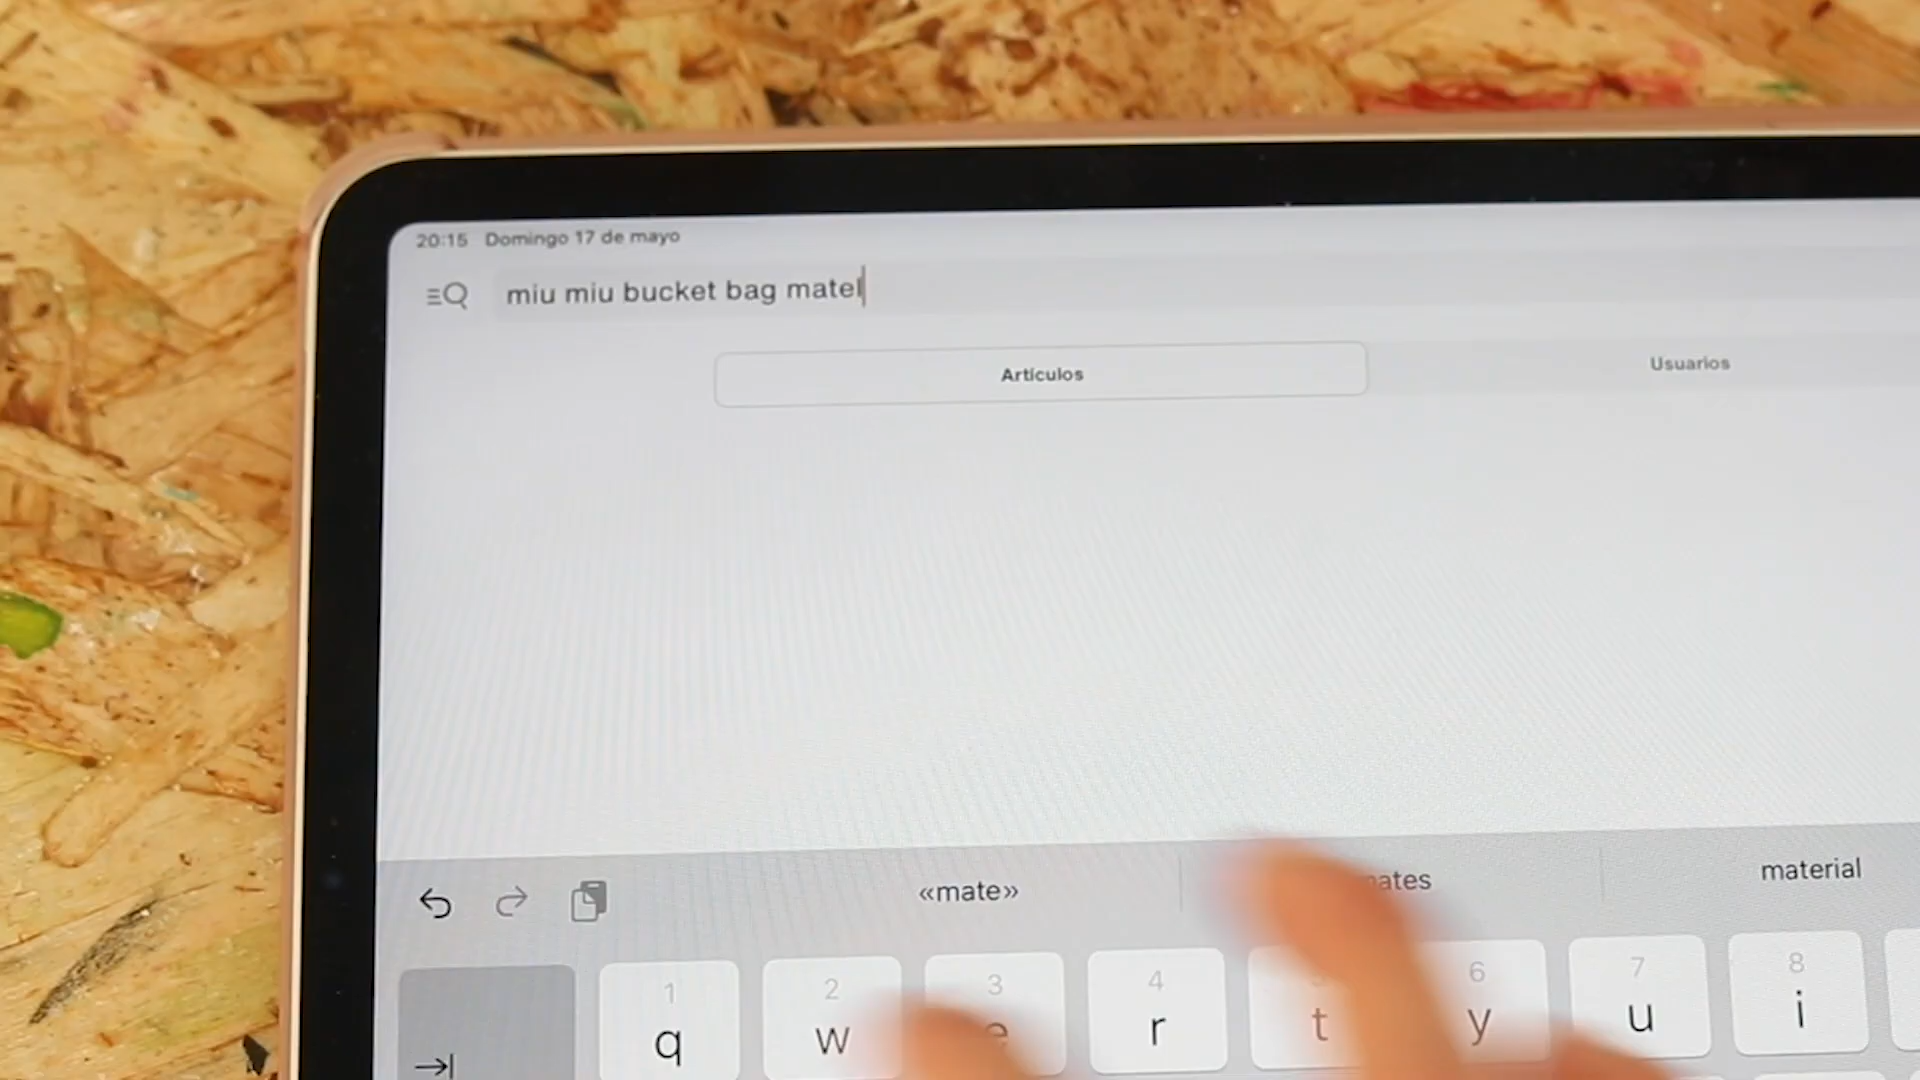 20:15 Domingo 17 de mayo
miu miu bucket bag matel
Artículos Usuarios
«mate» material
1 2 3 4 6 7 8
q w e r t y u i